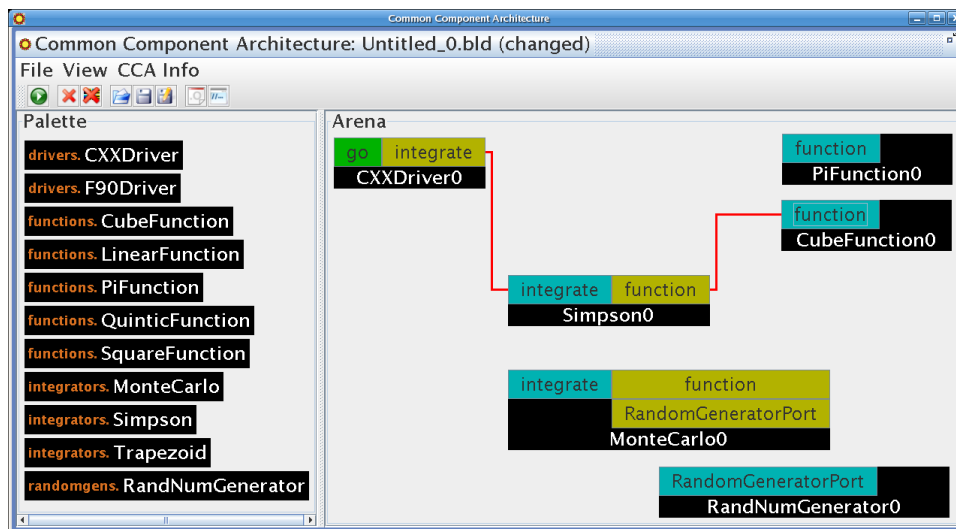 Common Component Architecture
Common Component Architecture: Untitled_0.bld (changed)
File View CCA Info
Palette
drivers. CXXDriver
drivers. F90Driver
functions. CubeFunction
functions. LinearFunction
functions. PiFunction
functions. QuinticFunction
functions. SquareFunction
integrators. MonteCarlo
integrators. Simpson
integrators. Trapezoid
randomgens. RandNumGenerator
Arena
go integrate
CXXDriver0
function
PiFunction0
function
CubeFunction0
integrate function
Simpson0
integrate function
RandomGeneratorPort
MonteCarlo0
RandomGeneratorPort
RandNumGenerator0